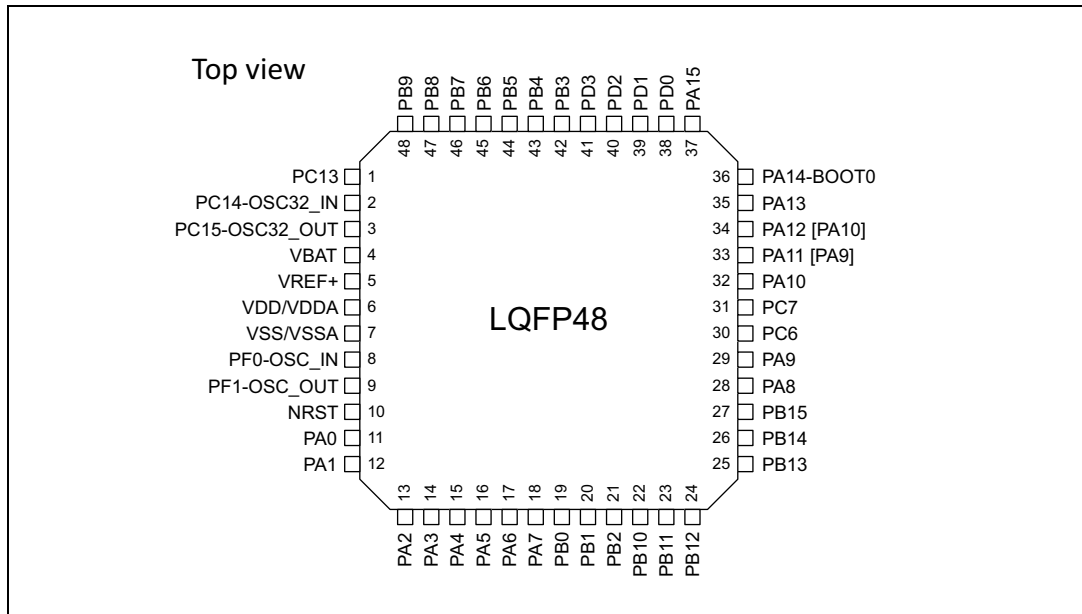 Top view
PB9
PB8
PB7
PB6
PB5
PB4
PB3
PD3
PD2
PD1
PD0
PA15
48
47
46
45
44
43
42
41
40
39
38
37
PC13 1
PC14-OSC32_IN 2
PC15-OSC32_OUT 3
VBAT 4
VREF+ 5
VDD/VDDA 6
VSS/VSSA 7
PF0-OSC_IN 8
PF1-OSC_OUT 9
NRST 10
PA0 11
PA1 12
LQFP48
36 PA14-BOOT0
35 PA13
34 PA12 [PA10]
33 PA11 [PA9]
32 PA10
31 PC7
30 PC6
29 PA9
28 PA8
27 PB15
26 PB14
25 PB13
13
14
15
16
17
18
19
20
21
22
23
24
PA2
PA3
PA4
PA5
PA6
PA7
PB0
PB1
PB2
PB10
PB11
PB12